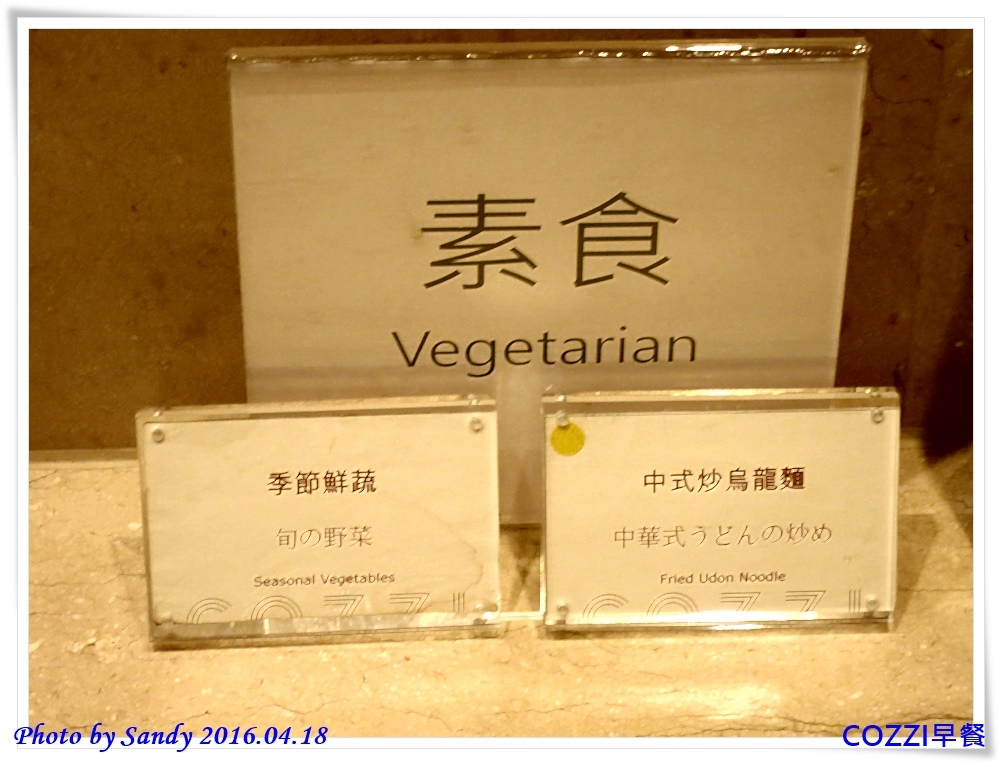 素食
Vegetarian
季節鮮蔬
旬の野菜
Seasonal Vegetables
COZZI
中式炒烏龍麵
中華式うどんの炒め
Fried Udon Noodle
COZZI
Photo by Sandy 2016.04.18
COZZI早餐